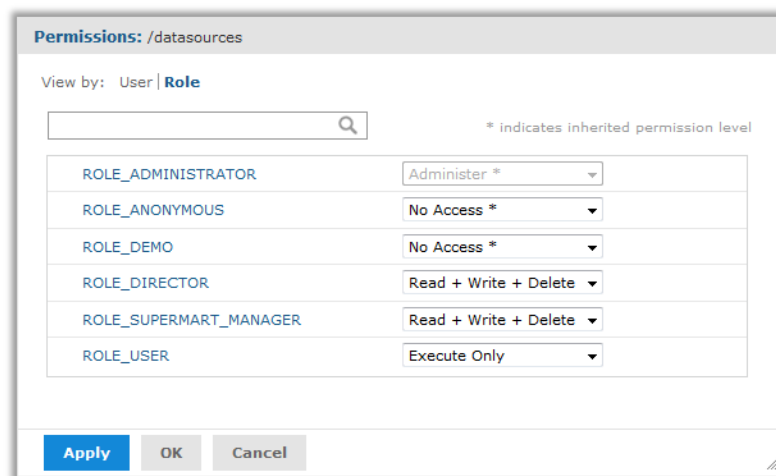 Permissions: /datasources
View by: User | Role
* indicates inherited permission level
ROLE_ADMINISTRATOR Administer *
ROLE_ANONYMOUS No Access *
ROLE_DEMO No Access *
ROLE_DIRECTOR Read + Write + Delete
ROLE_SUPERMART_MANAGER Read + Write + Delete
ROLE_USER Execute Only
Apply OK Cancel